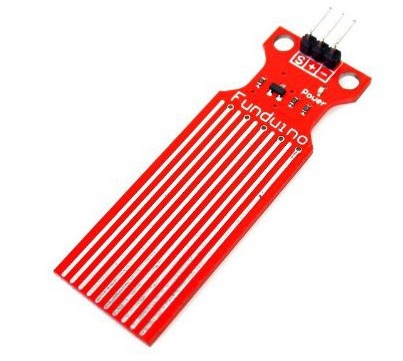 S + -
Power
Funduino